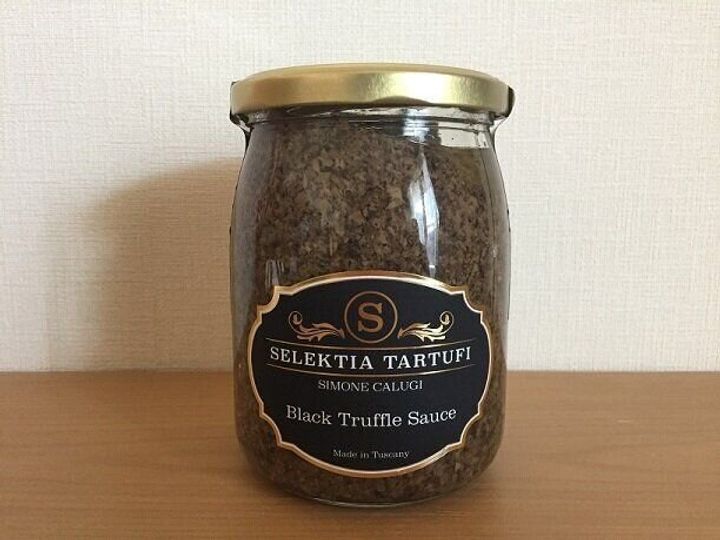 S
SELEKTIA TARTUFI
SIMONE CALUGI
Black Truffle Sauce
Made in Tuscany